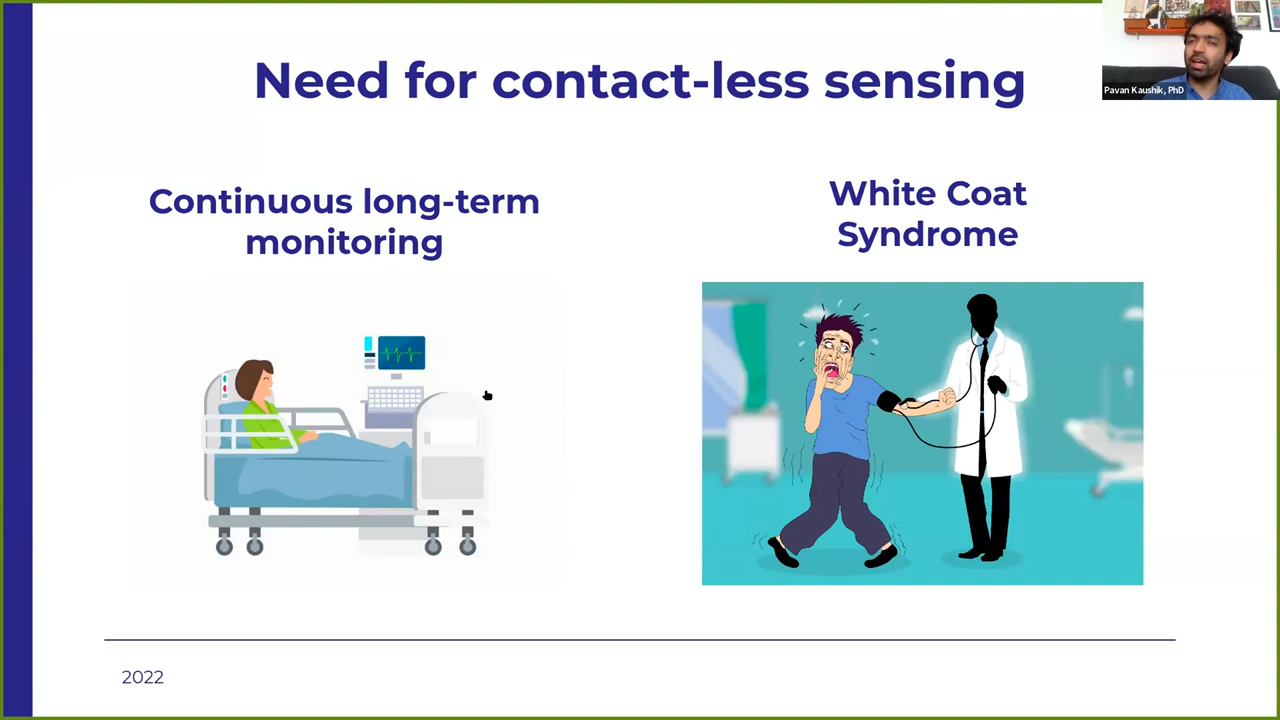 Need for contact-less sensing
Pavan Kaushik, PhD
Continuous long-term
monitoring
White Coat
Syndrome
2022